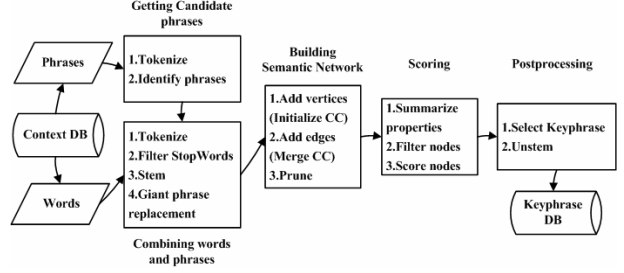 Getting Candidate
phrases
Phrases
1.Tokenize
2.Identify phrases
Context DB
Words
1.Tokenize
2.Filter StopWords
3.Stem
4.Giant phrase
replacement
Combining words
and phrases
Building
Semantic Network
1.Add vertices
(Initialize CC)
2.Add edges
(Merge CC)
3.Prune
Scoring
1.Summarize
properties
2.Filter nodes
3.Score nodes
Postprocessing
1.Select Keyphrase
2.Unstem
Keyphrase
DB